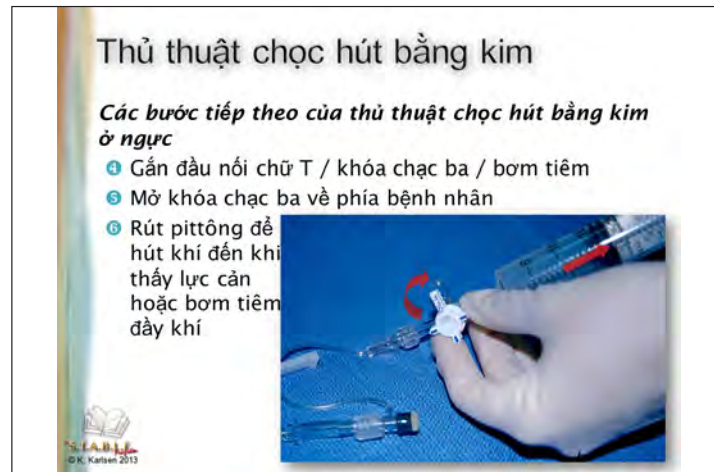 Thủ thuật chọc hút bằng kim
Các bước tiếp theo của thủ thuật chọc hút bằng kim
ở ngực
4 Gắn đầu nối chữ T / khóa chạc ba / bơm tiêm
5 Mở khóa chạc ba về phía bệnh nhân
6 Rút pittông để
hút khí đến khi
thấy lực cản
hoặc bơm tiêm
đầy khí
S.T.A.B.L.E.
© K. Karlsen 2013